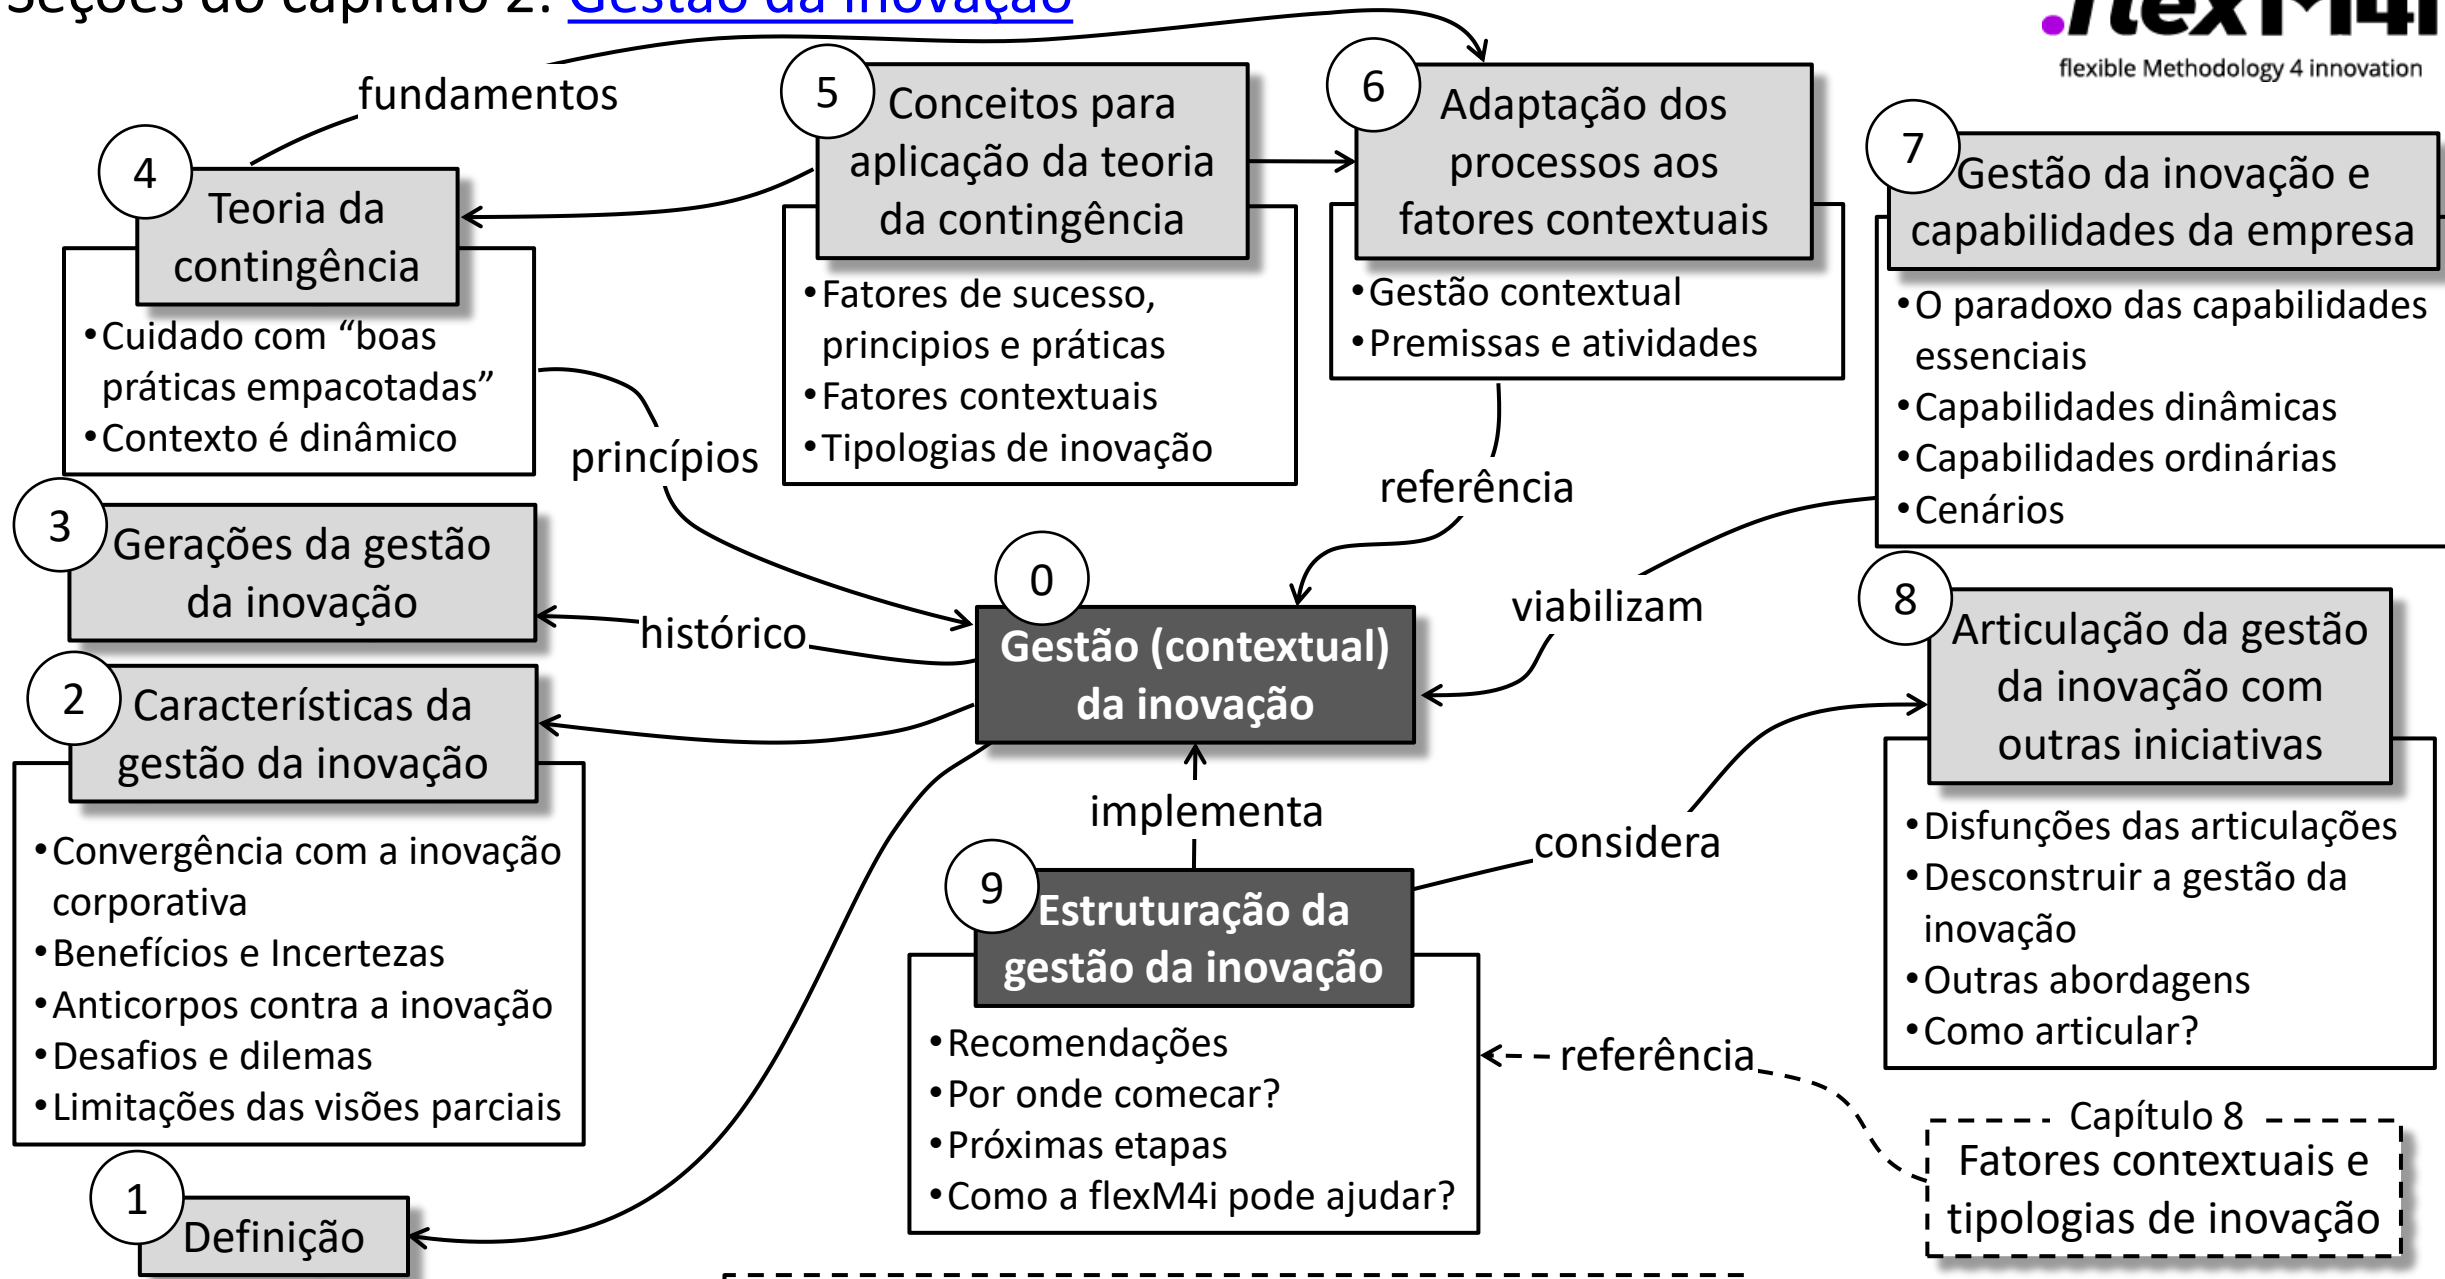 Seções do capítulo 2: Gestão da inovação
.flexM4i
flexible Methodology 4 innovation
fundamentos
4
Teoria da
contingência
•Cuidado com “boas
práticas empacotadas”
•Contexto é dinâmico
5
Conceitos para
aplicação da teoria
da contingência
•Fatores de sucesso,
principios e práticas
•Fatores contextuais
•Tipologias de inovação
6
Adaptação dos
processos aos
fatores contextuais
•Gestão contextual
•Premissas e atividades
7
Gestão da inovação e
capabilidades da empresa
•O paradoxo das capabilidades
essenciais
•Capabilidades dinâmicas
•Capabilidades ordinárias
•Cenários
princípios
referência
3
Gerações da gestão
da inovação
histórico
0
Gestão (contextual)
da inovação
viabilizam
8
Articulação da gestão
da inovação com
outras iniciativas
•Disfunções das articulações
•Desconstruir a gestão da
inovação
•Outras abordagens
•Como articular?
2
Características da
gestão da inovação
•Convergência com a inovação
corporativa
•Benefícios e Incertezas
•Anticorpos contra a inovação
•Desafios e dilemas
•Limitações das visões parciais
implementa
considera
9
Estruturação da
gestão da inovação
•Recomendações
•Por onde comecar?
•Próximas etapas
•Como a flexM4i pode ajudar?
referência
Capítulo 8
Fatores contextuais e
tipologias de inovação
1
Definição